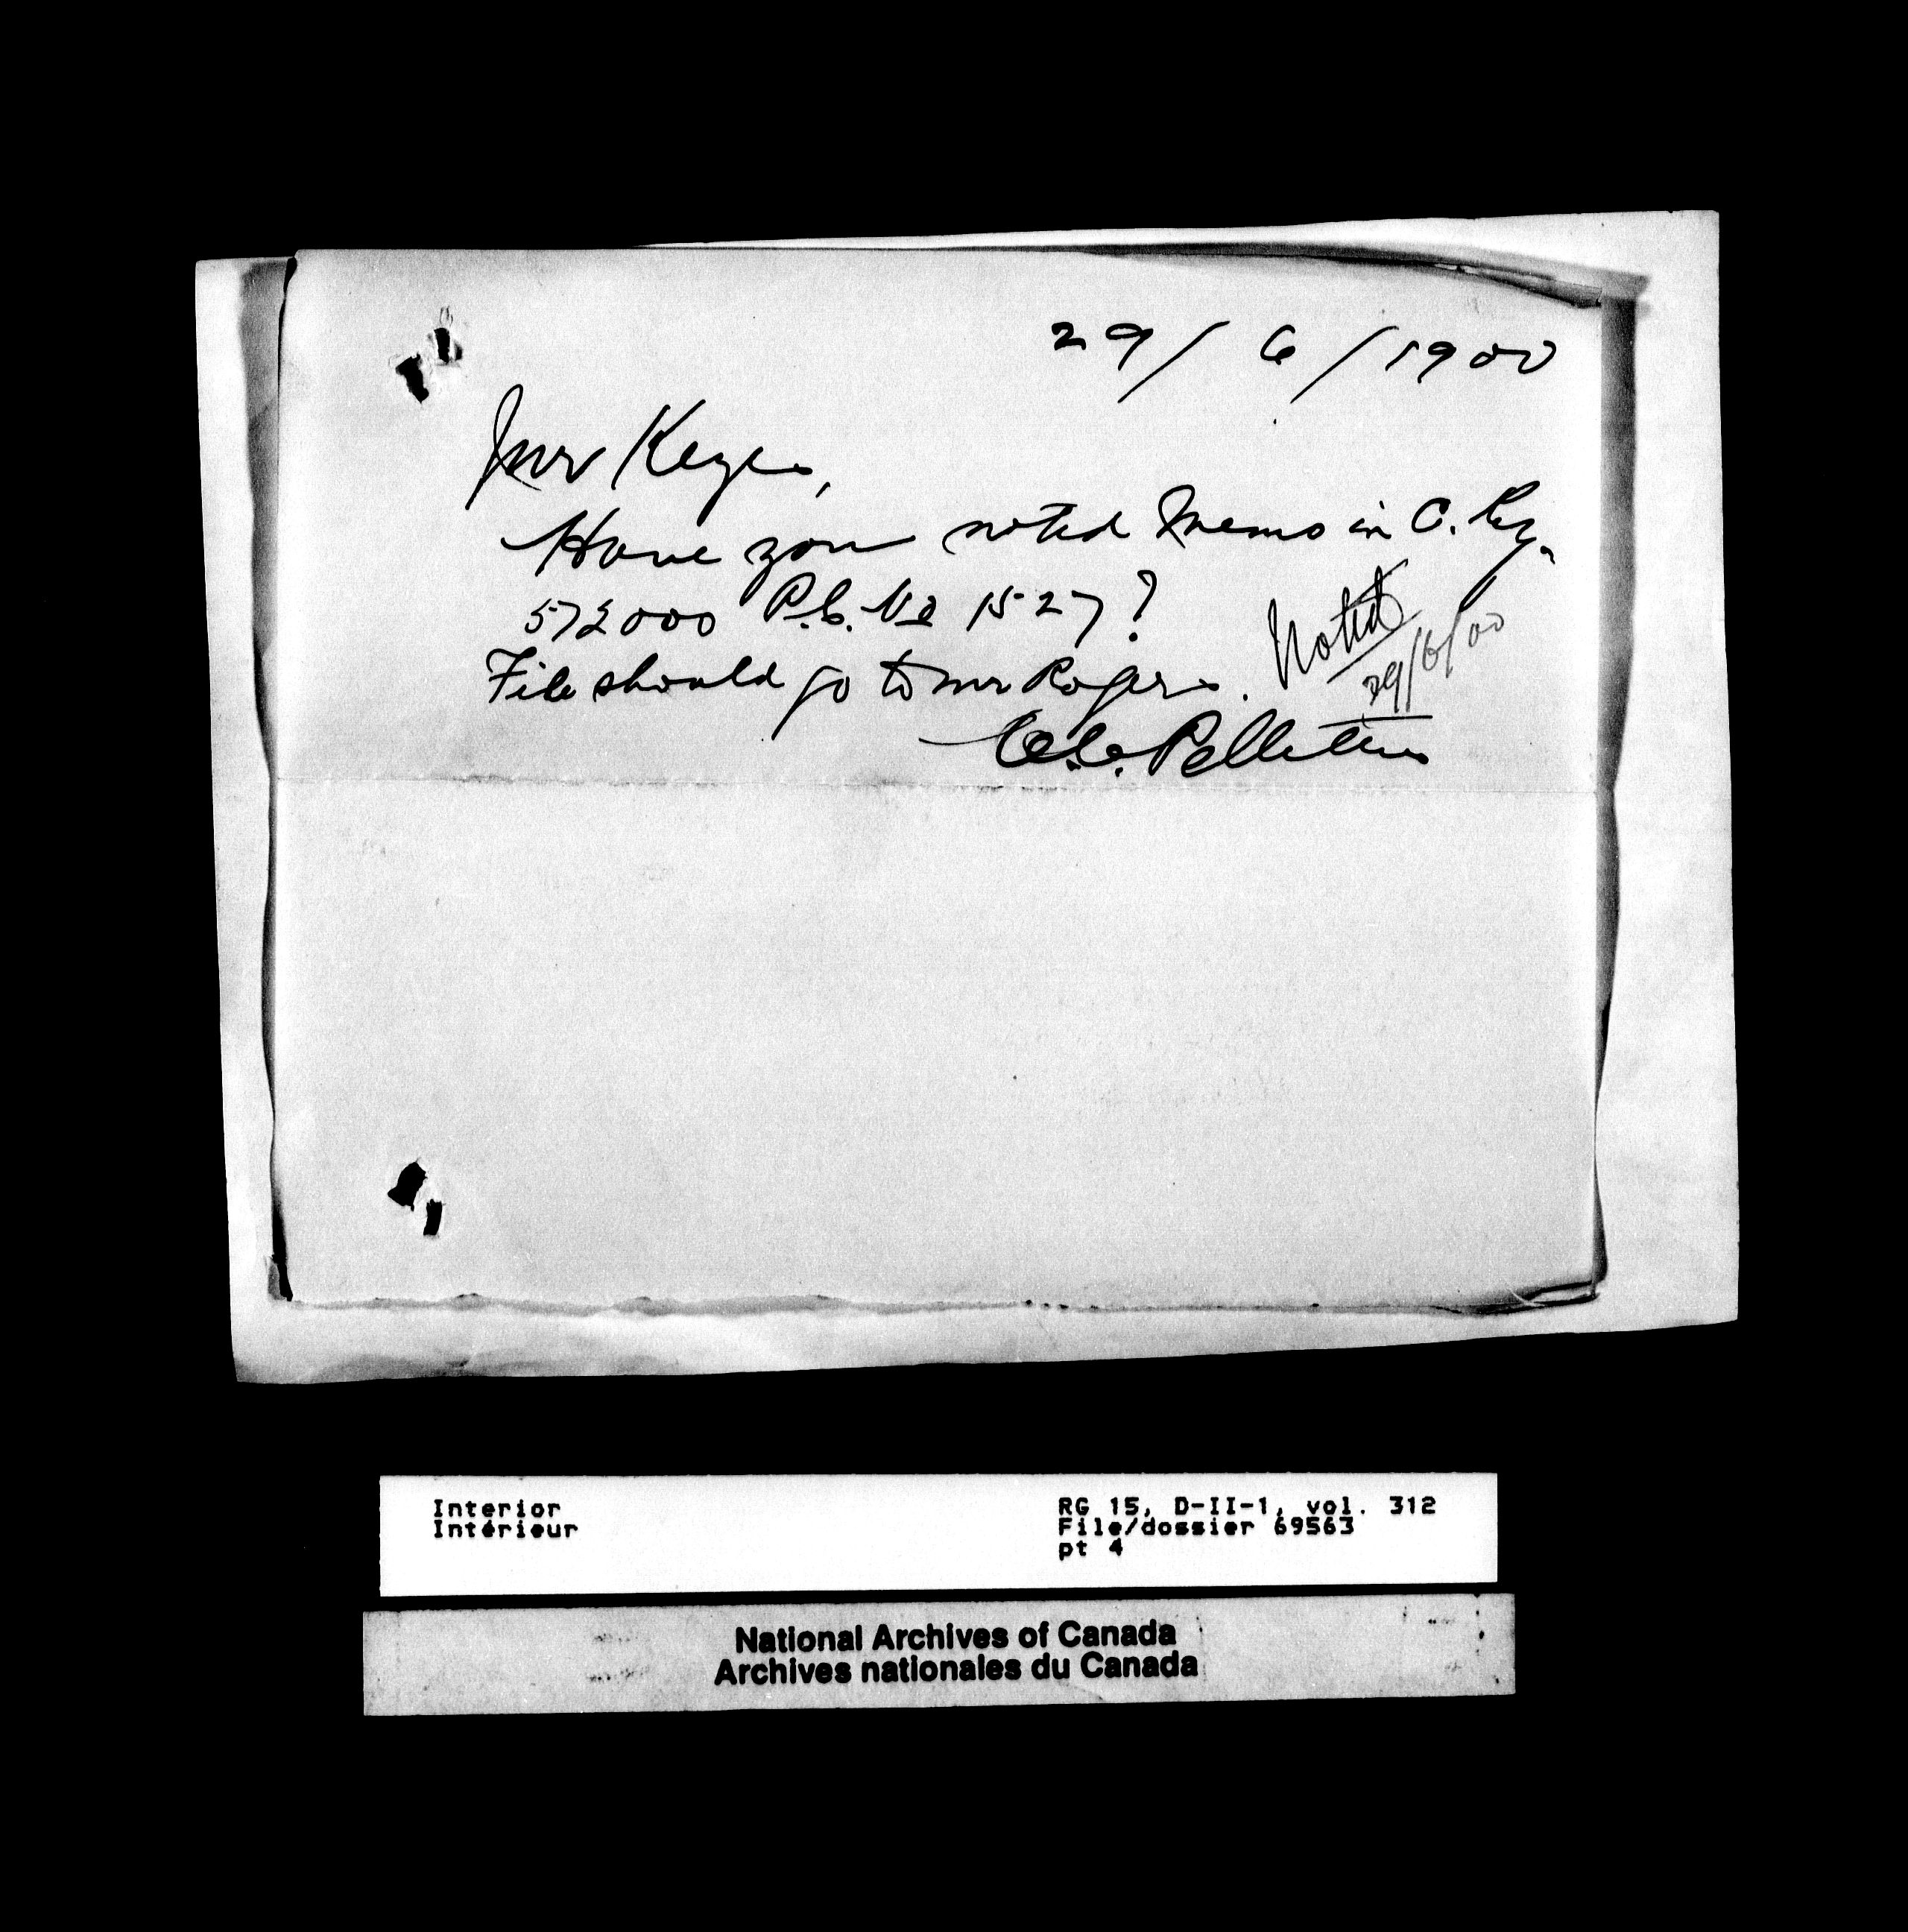 29/6/1900
Mr Keyes,
Have you noted Memo in C. Ry.
572000 P.C. No 1527?
File should go to Mr Rogers.
Noted
29/6/00
Pelletier
Interior
Intérieur
RG 15, D-II-1, vol. 312
File/dossier 69563
pt 4
National Archives of Canada
Archives nationales du Canada